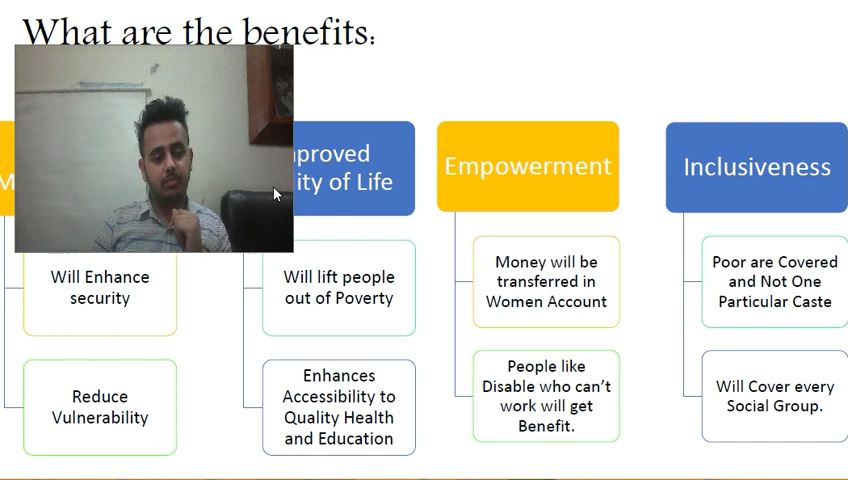 What are the benefits:
Will Enhance
security
Reduce
Vulnerability
ity of Life
Will lift people
out of Poverty
Enhances
Accessibility to
Quality Health
and Education
Empowerment
Money will be
transferred in
Women Account
People like
Disable who can't
work will get
Benefit.
Inclusiveness
Poor are Covered
and Not One
Particular Caste
Will Cover every
Social Group.